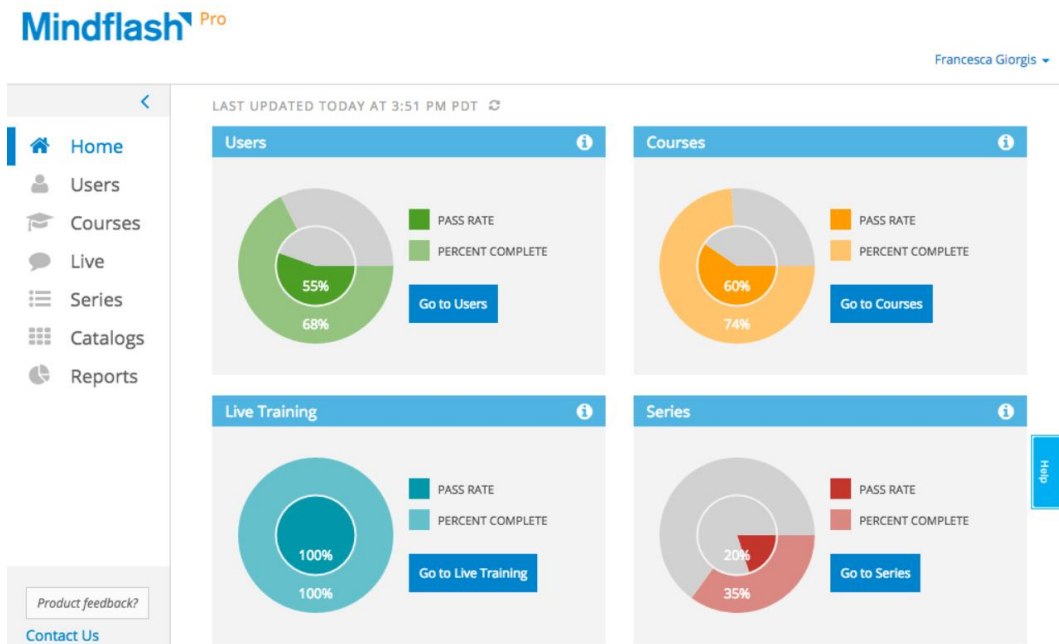 Mindflash Pro
Francesca Giorgis
Home
Users
Courses
Live
Series
Catalogs
Reports
Product feedback?
Contact Us
LAST UPDATED TODAY AT 3:51 PM PDT
Users
PASS RATE
PERCENT COMPLETE
55%
68%
Go to Users
Courses
PASS RATE
PERCENT COMPLETE
60%
74%
Go to Courses
Live Training
PASS RATE
PERCENT COMPLETE
100%
100%
Go to Live Training
Series
PASS RATE
PERCENT COMPLETE
20%
35%
Go to Series
Help